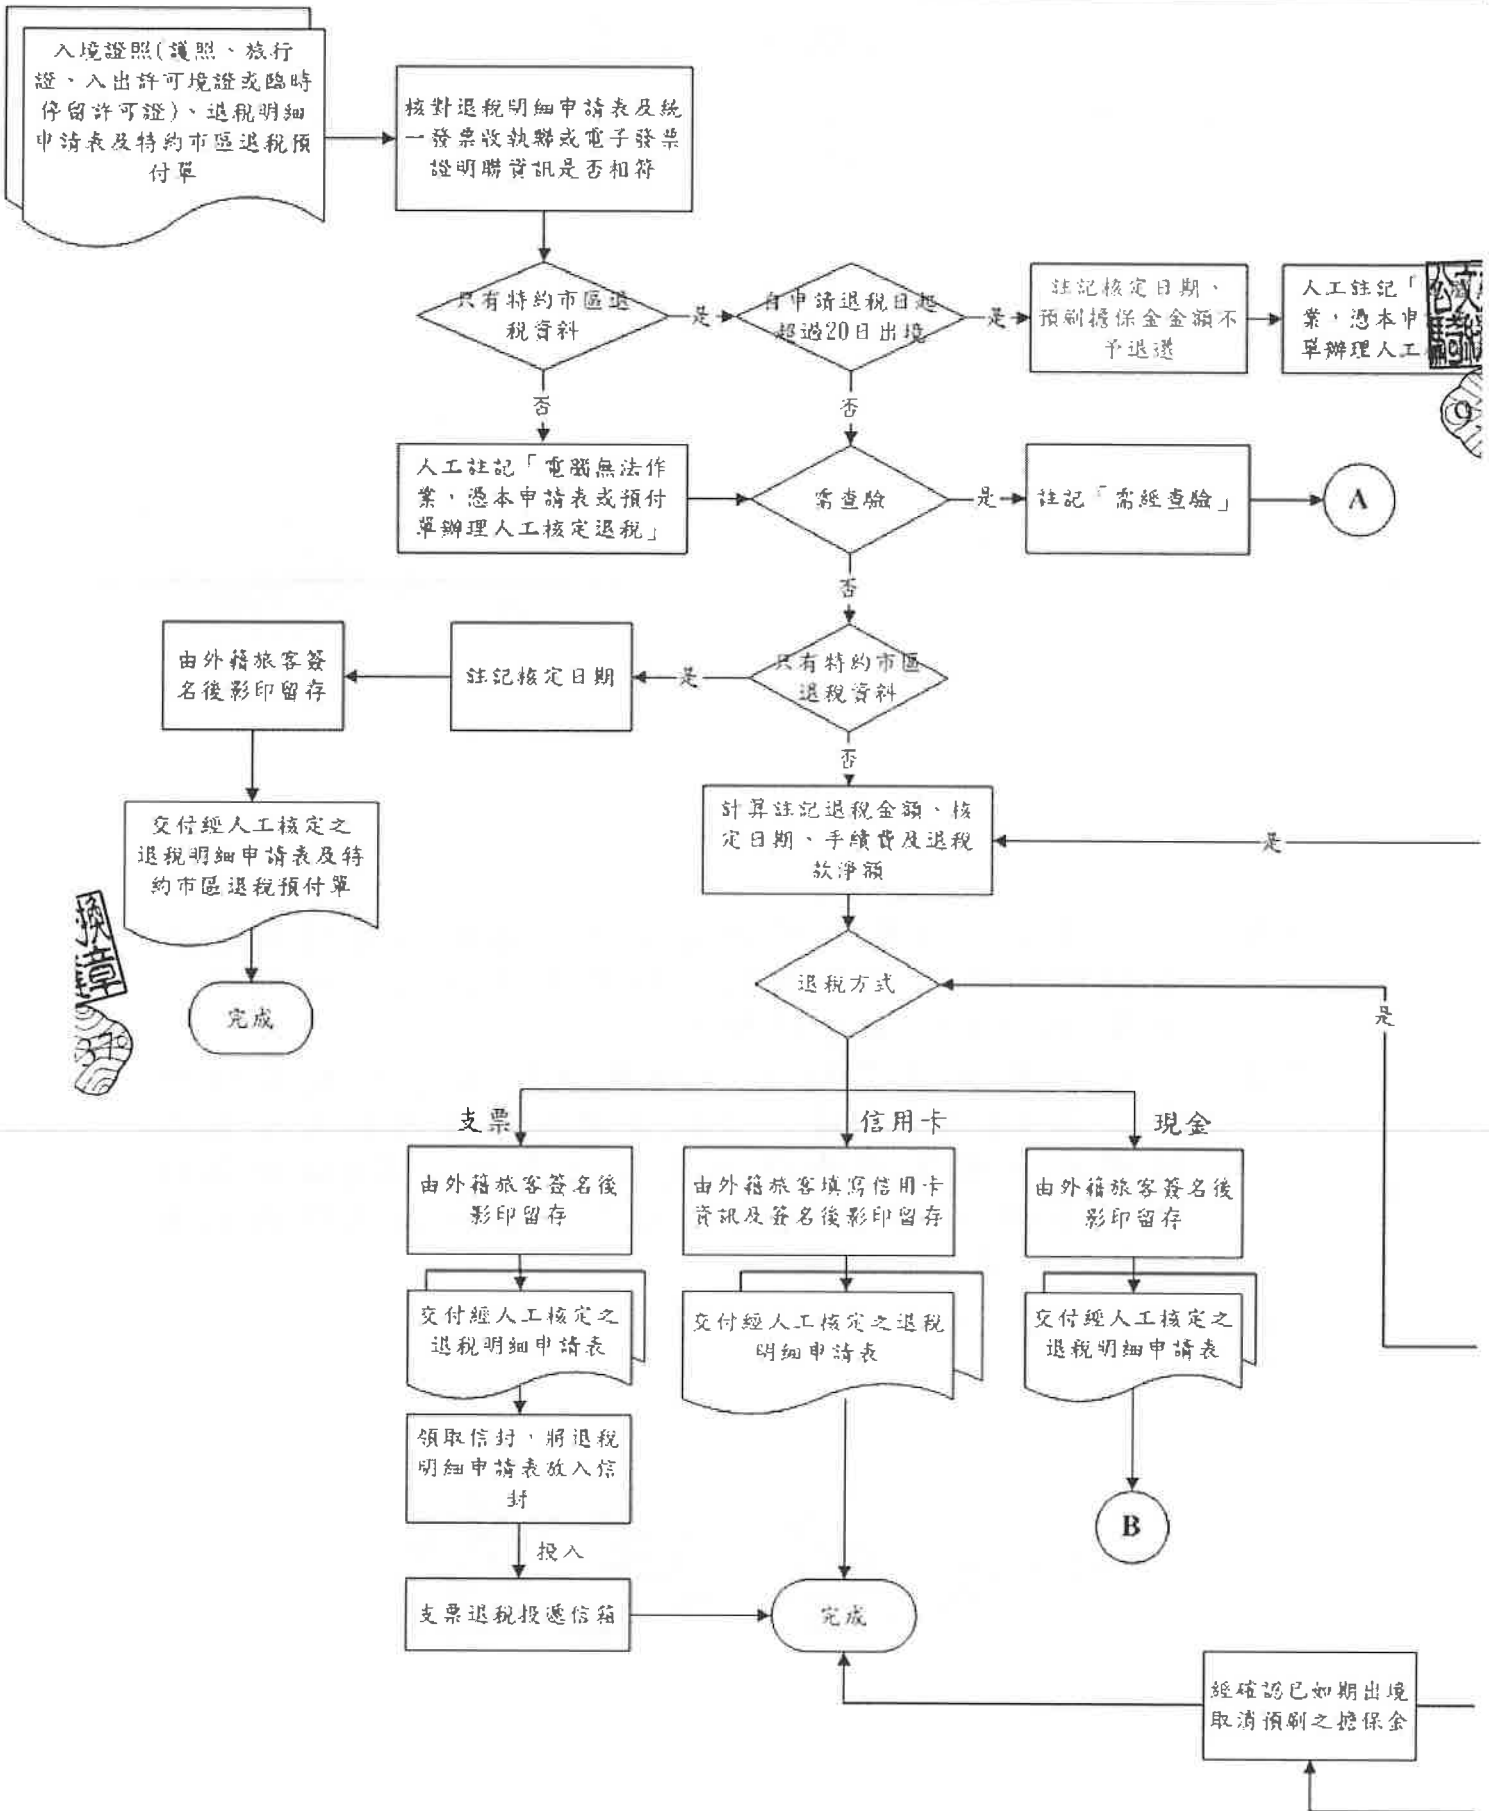 入境證照(護照、旅行
證、入出許可境證或臨時
停留許可證)、退稅明細
申請表及特約市區退稅預
付單
核對退稅明細申請表及統
一發票收執聯或電子發票
證明聯資訊是否相符
只有特約市區退
稅資料
是
自申請退稅日起
超過20日出境
是
註記核定日期、
預刷擔保金金額不
予退還
人工註記「
業,憑本申
單辦理人工
否
否
人工註記「電腦無法作
業,憑本申請表或預付
單辦理人工核定退稅」
需查驗
是
註記「需經查驗」
A
否
由外籍旅客簽
名後影印留存
註記核定日期
是
只有特約市區
退稅資料
否
交付經人工核定之
退稅明細申請表及特
約市區退稅預付單
計算註記退稅金額、核
定日期、手續費及退稅
款淨額
是
換
章
完成
退稅方式
是
支票
信用卡
現金
由外籍旅客簽名後
影印留存
由外籍旅客填寫信用卡
資訊及簽名後影印留存
由外籍旅客簽名後
影印留存
交付經人工核定之
退稅明細申請表
交付經人工核定之退稅
明細申請表
交付經人工核定之
退稅明細申請表
領取信封,將退稅
明細申請表放入信
封
B
投入
支票退稅投遞信箱
完成
經確認已如期出境
取消預刷之擔保金